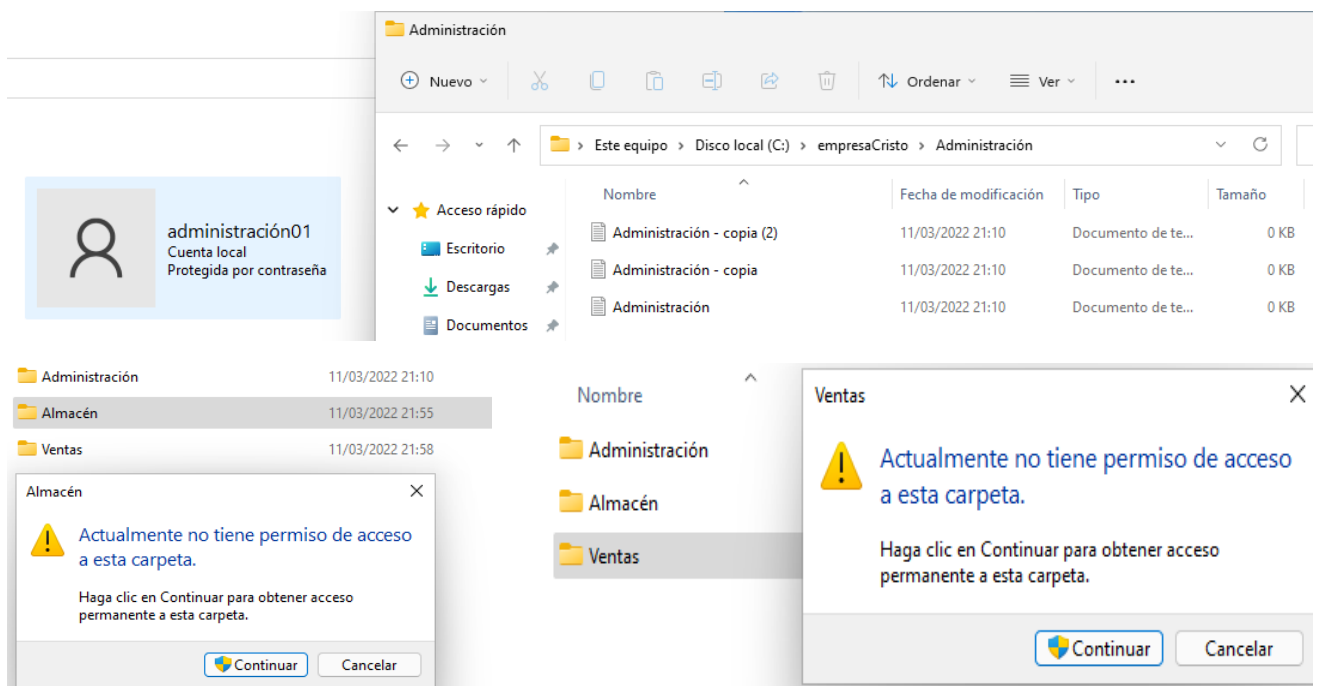 Administración
Nuevo
Ordenar
Ver
Este equipo > Disco local (C:) > empresaCristo > Administración
Nombre Fecha de modificación Tipo Tamaño
Acceso rápido
Escritorio
Descargas
Documentos
Administración - copia (2) 11/03/2022 21:10 Documento de te... 0 KB
Administración - copia 11/03/2022 21:10 Documento de te... 0 KB
Administración 11/03/2022 21:10 Documento de te... 0 KB
administración01
Cuenta local
Protegida por contraseña
Administración 11/03/2022 21:10
Almacén 11/03/2022 21:55
Ventas 11/03/2022 21:58
Almacén
Actualmente no tiene permiso de acceso
a esta carpeta.
Haga clic en Continuar para obtener acceso
permanente a esta carpeta.
Continuar Cancelar
Nombre
Administración
Almacén
Ventas
Ventas
Actualmente no tiene permiso de acceso
a esta carpeta.
Haga clic en Continuar para obtener acceso
permanente a esta carpeta.
Continuar Cancelar